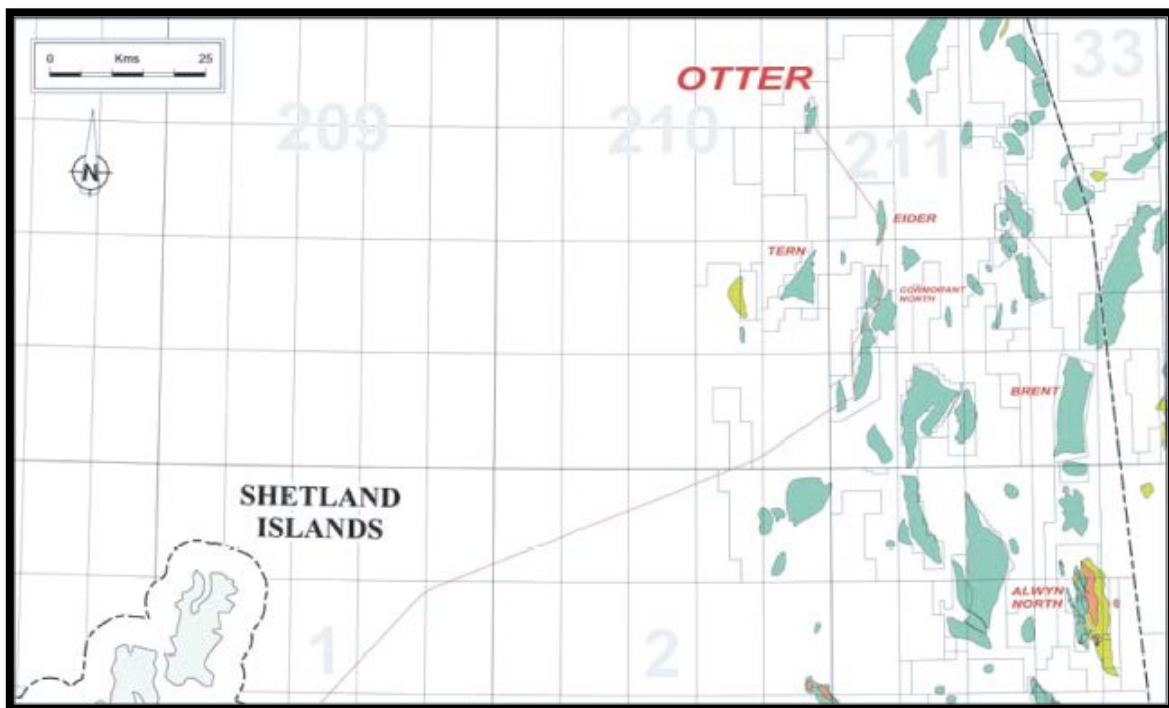 0 Kms 25
33
OTTER
209
210
211
N
EIDER
TERN
CORMORANT
NORTH
BRENT
SHETLAND
ISLANDS
ALWYN
NORTH
1
2